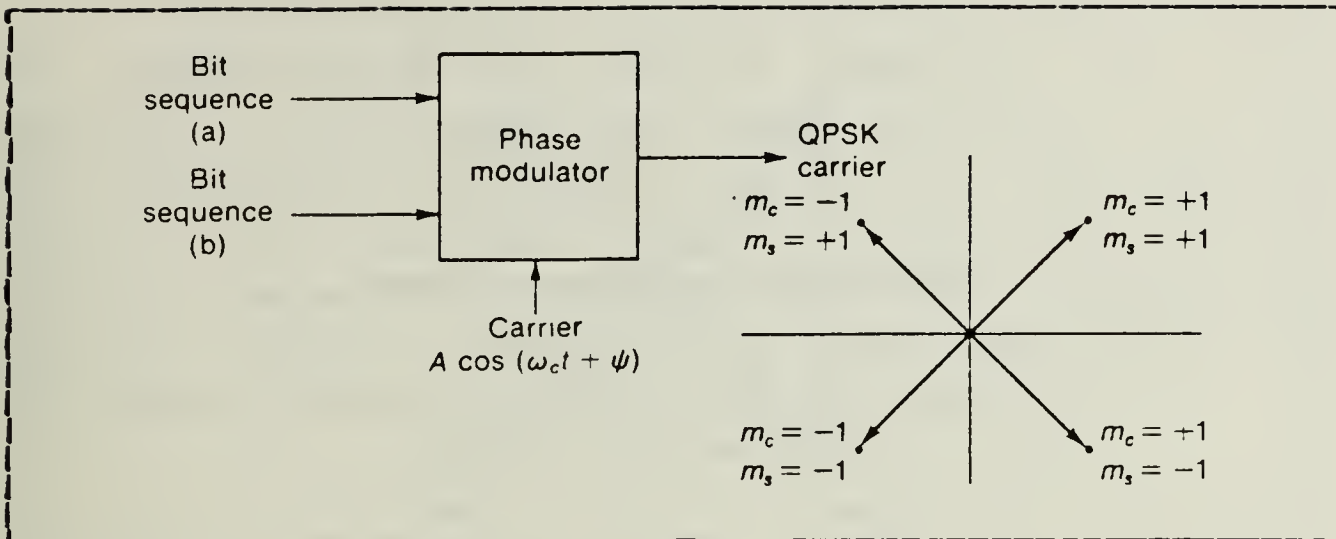 Bit
sequence
(a)
Bit
sequence
(b)
Phase
modulator
QPSK
carrier
Carrier
A cos (ω_c t + ψ)
m_c = −1
m_s = +1
m_c = +1
m_s = +1
m_c = −1
m_s = −1
m_c = +1
m_s = −1